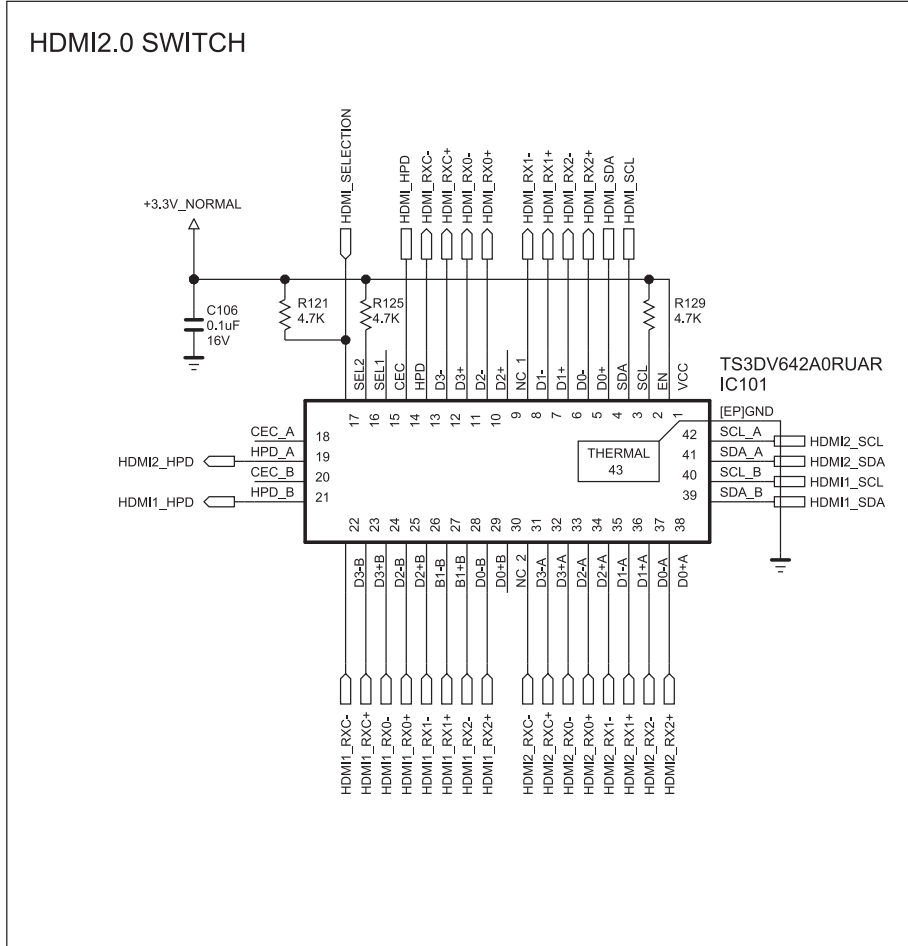 HDMI2.0 SWITCH
HDMI_SELECTION
HDMI_HPD
HDMI_RXC-
HDMI_RXC+
HDMI_RX0-
HDMI_RX0+
HDMI_RX1-
HDMI_RX1+
HDMI_RX2-
HDMI_RX2+
HDMI_SDA
HDMI_SCL
+3.3V_NORMAL
C106
0.1uF
16V
R121
4.7K
R125
4.7K
R129
4.7K
TS3DV642A0RUAR
IC101
SEL2
SEL1
CEC
HPD
D3-
D3+
D2-
D2+
NC_1
D1-
D1+
D0-
D0+
SDA
SCL
EN
VCC
17
16
15
14
13
12
11
10
9
8
7
6
5
4
3
2
1
[EP]GND
THERMAL
43
CEC_A
18
HPD_A
19
HDMI2_HPD
CEC_B
20
HPD_B
21
HDMI1_HPD
42
SCL_A
HDMI2_SCL
41
SDA_A
HDMI2_SDA
40
SCL_B
HDMI1_SCL
39
SDA_B
HDMI1_SDA
22
23
24
25
26
27
28
29
30
31
32
33
34
35
36
37
38
D3-B
D3+B
D2-B
D2+B
B1-B
B1+B
D0-B
D0+B
NC_2
D3-A
D3+A
D2-A
D2+A
D1-A
D1+A
D0-A
D0+A
HDMI1_RXC-
HDMI1_RXC+
HDMI1_RX0-
HDMI1_RX0+
HDMI1_RX1-
HDMI1_RX1+
HDMI1_RX2-
HDMI1_RX2+
HDMI2_RXC-
HDMI2_RXC+
HDMI2_RX0-
HDMI2_RX0+
HDMI2_RX1-
HDMI2_RX1+
HDMI2_RX2-
HDMI2_RX2+